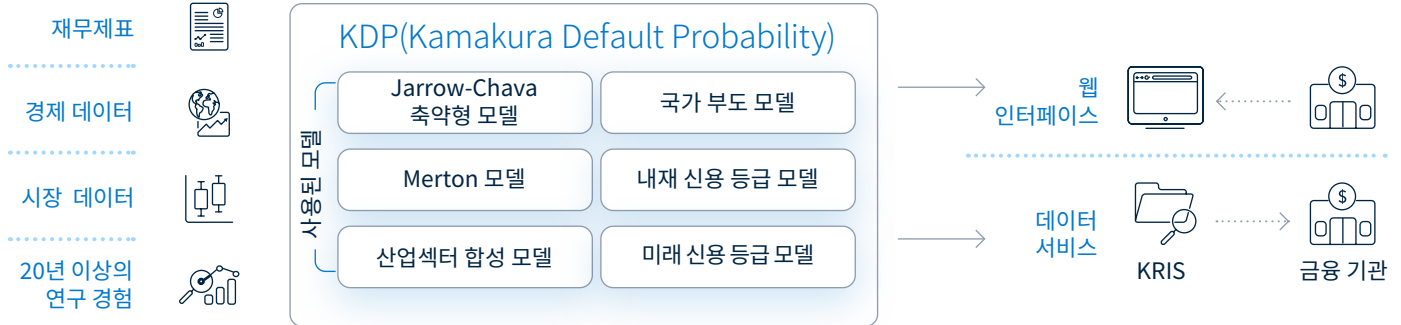 재무제표
경제 데이터
시장 데이터
20년 이상의
연구 경험
KDP(Kamakura Default Probability)
사용된 모델
Jarrow-Chava
축약형 모델
국가 부도 모델
Merton 모델
내재 신용 등급 모델
산업섹터 합성 모델
미래 신용 등급 모델
웹
인터페이스
$
데이터
서비스
KRIS
$
금융 기관